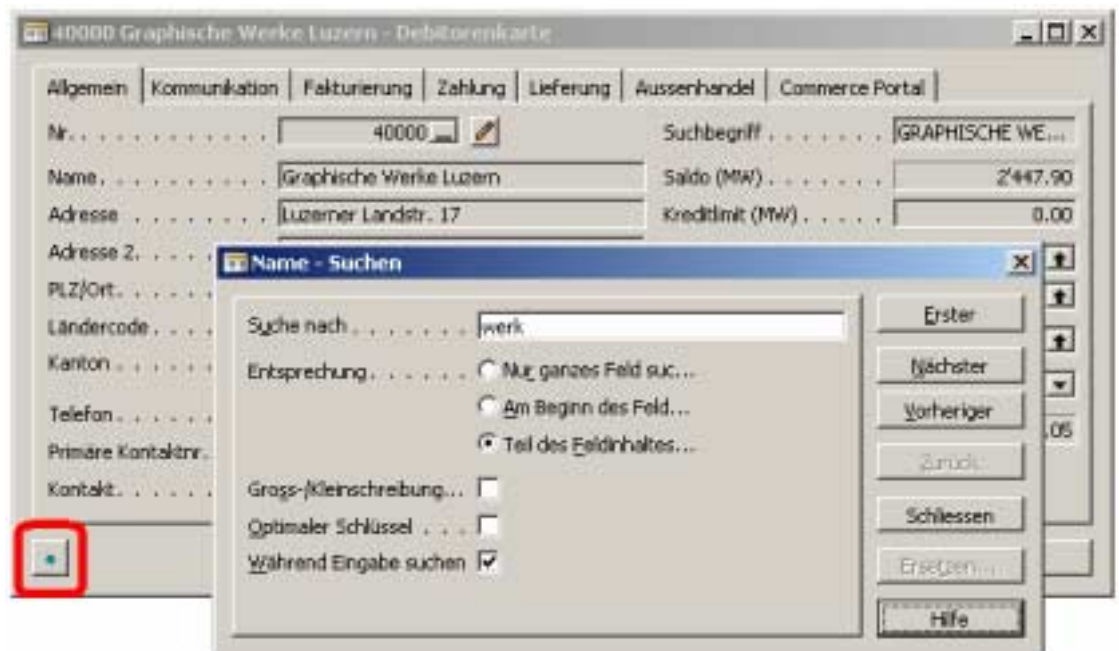 40000 Graphische Werke Luzern - Debitorenkarte
Allgemein Kommunikation Fakturierung Zahlung Lieferung Aussenhandel Commerce Portal
Nr. . . . . . . . . . . . . 40000 Suchbegriff . . . . . . . GRAPHISCHE WE...
Name. . . . . . . . . . . Graphische Werke Luzern Saldo (MW) . . . . . . . 2'447.90
Adresse . . . . . . . . Luzerner Landstr. 17 Kreditlimit (MW) . . . . . 0.00
Adresse 2. . . . .
PLZ/Ort. . . . . .
Ländercode . . . .
Kanton . . . . . .
Telefon . . . . . .
Primäre Kontaktnr.
Kontakt. . . . . .
.05
Name - Suchen
Suche nach . . . . . . . werk
Entsprechung. . . . . . Nur ganzes Feld suc...
Am Beginn des Feld...
Teil des Feldinhaltes...
Gross-/Kleinschreibung...
Optimaler Schlüssel . . .
Während Eingabe suchen
Erster
Nächster
Vorheriger
Zurück
Schliessen
Ersetzen...
Hilfe